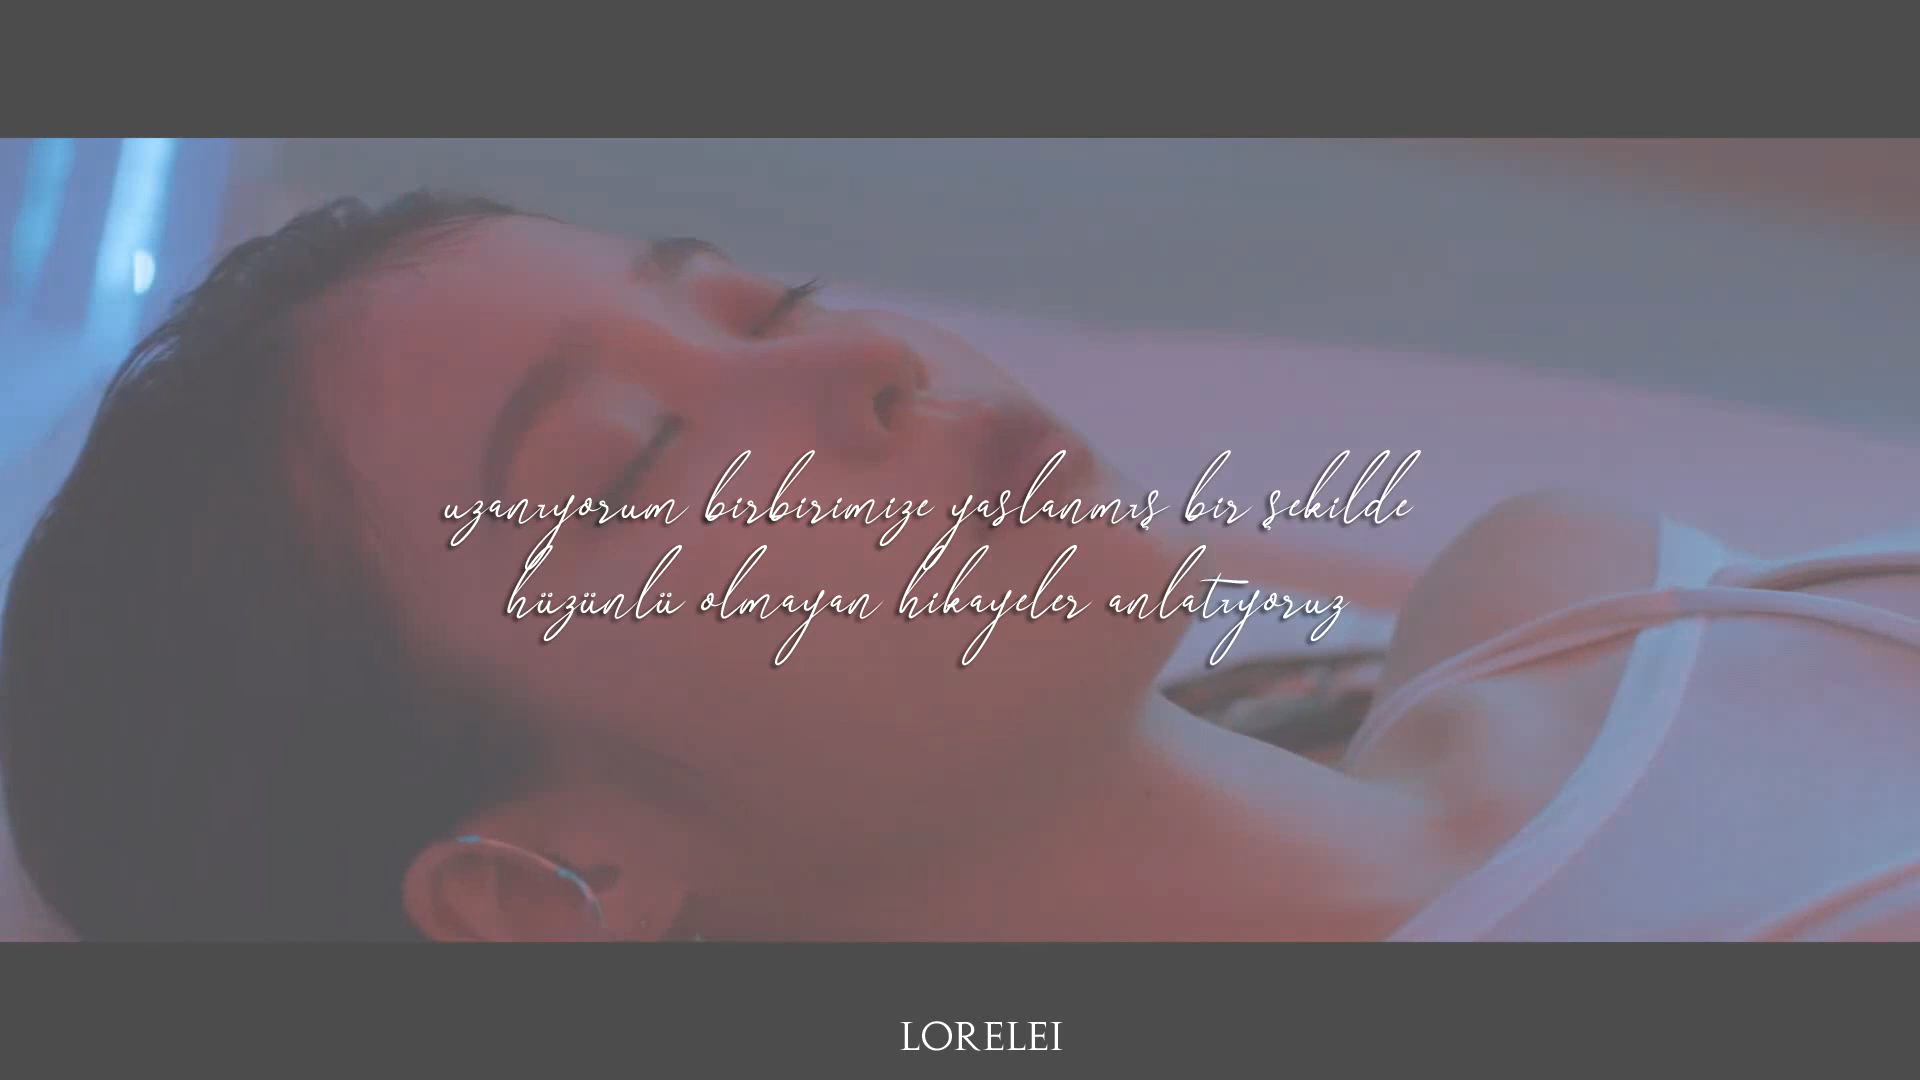 uzanıyorum birbirimize yaslanmış bir şekilde
hüzünlü olmayan hikayeler anlatıyoruz
LORELEI